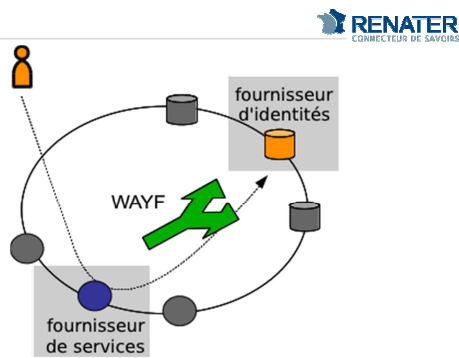 RENATER
CONNECTEUR DE SAVOIRS
fournisseur
d'identités
WAYF
fournisseur
de services